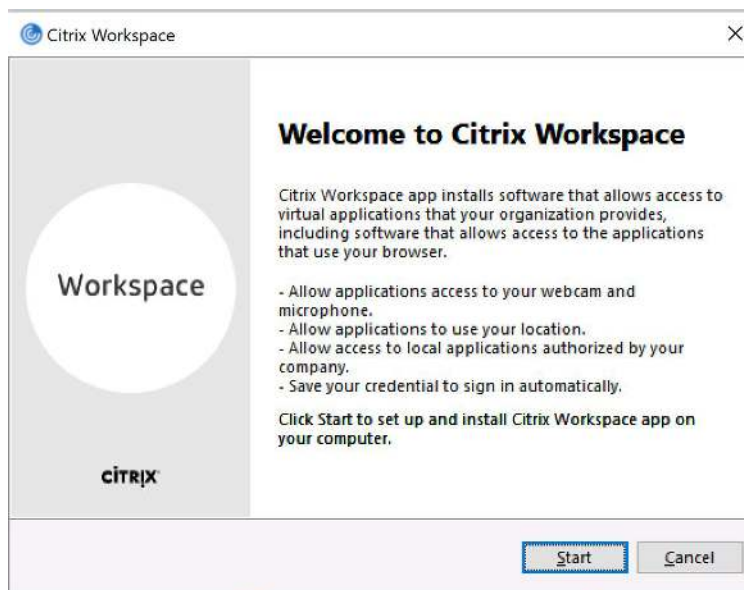 Citrix Workspace
Welcome to Citrix Workspace
Citrix Workspace app installs software that allows access to
virtual applications that your organization provides,
including software that allows access to the applications
that use your browser.
- Allow applications access to your webcam and
microphone.
- Allow applications to use your location.
- Allow access to local applications authorized by your
company.
- Save your credential to sign in automatically.
Click Start to set up and install Citrix Workspace app on
your computer.
Workspace
CİTRIX
Start
Cancel